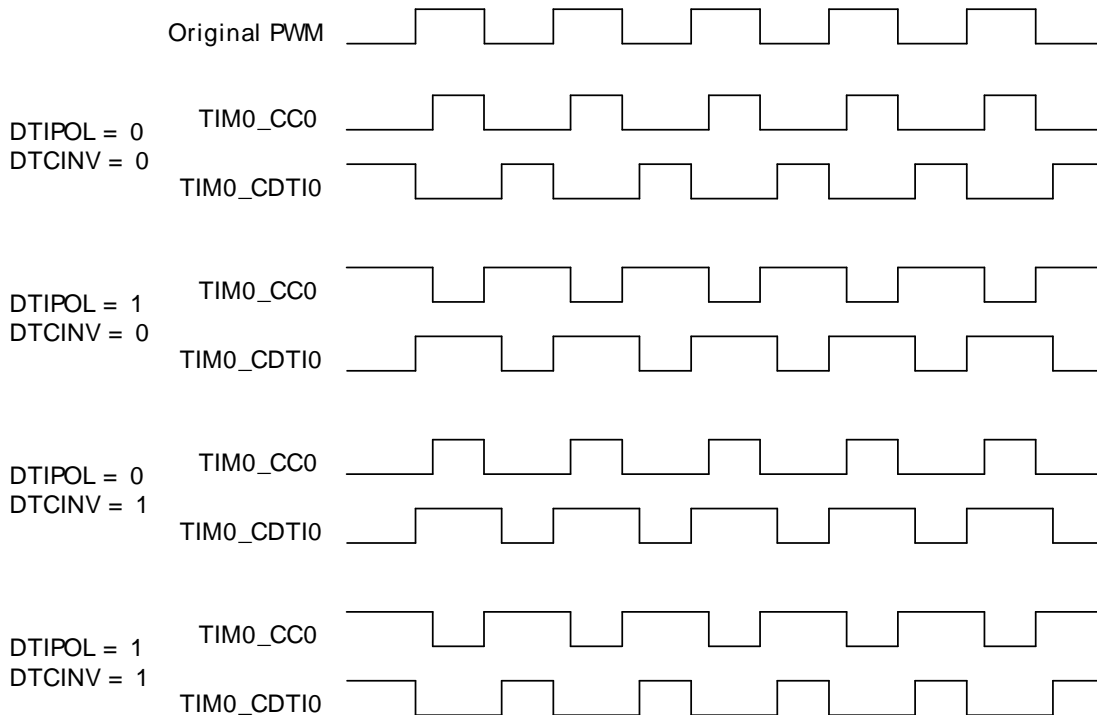 Original PWM
TIM0_CC0
DTIPOL = 0
DTCINV = 0
TIM0_CDTI0
TIM0_CC0
DTIPOL = 1
DTCINV = 0
TIM0_CDTI0
TIM0_CC0
DTIPOL = 0
DTCINV = 1
TIM0_CDTI0
TIM0_CC0
DTIPOL = 1
DTCINV = 1
TIM0_CDTI0